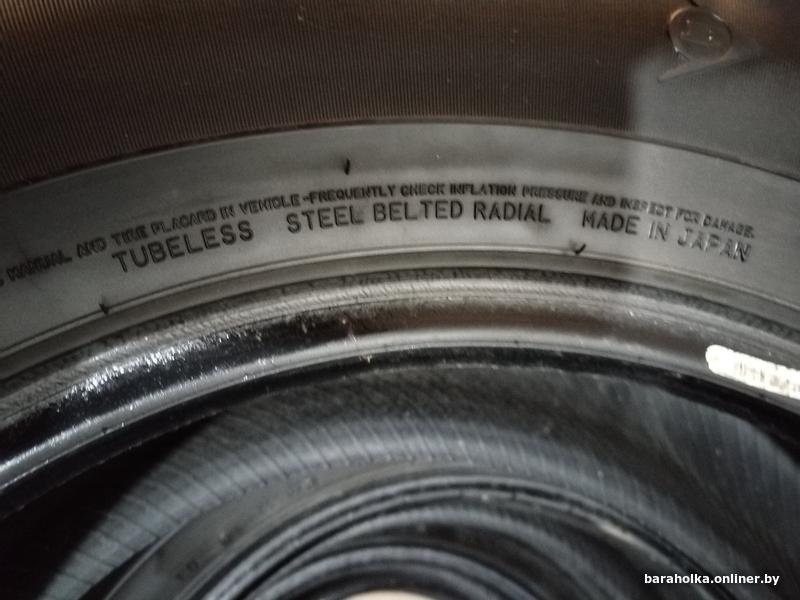 MANUAL AND TIRE PLACARD IN VEHICLE -FREQUENTLY CHECK INFLATION PRESSURE AND INSPECT FOR DAMAGE.
TUBELESS STEEL BELTED RADIAL MADE IN JAPAN
baraholka.onliner.by